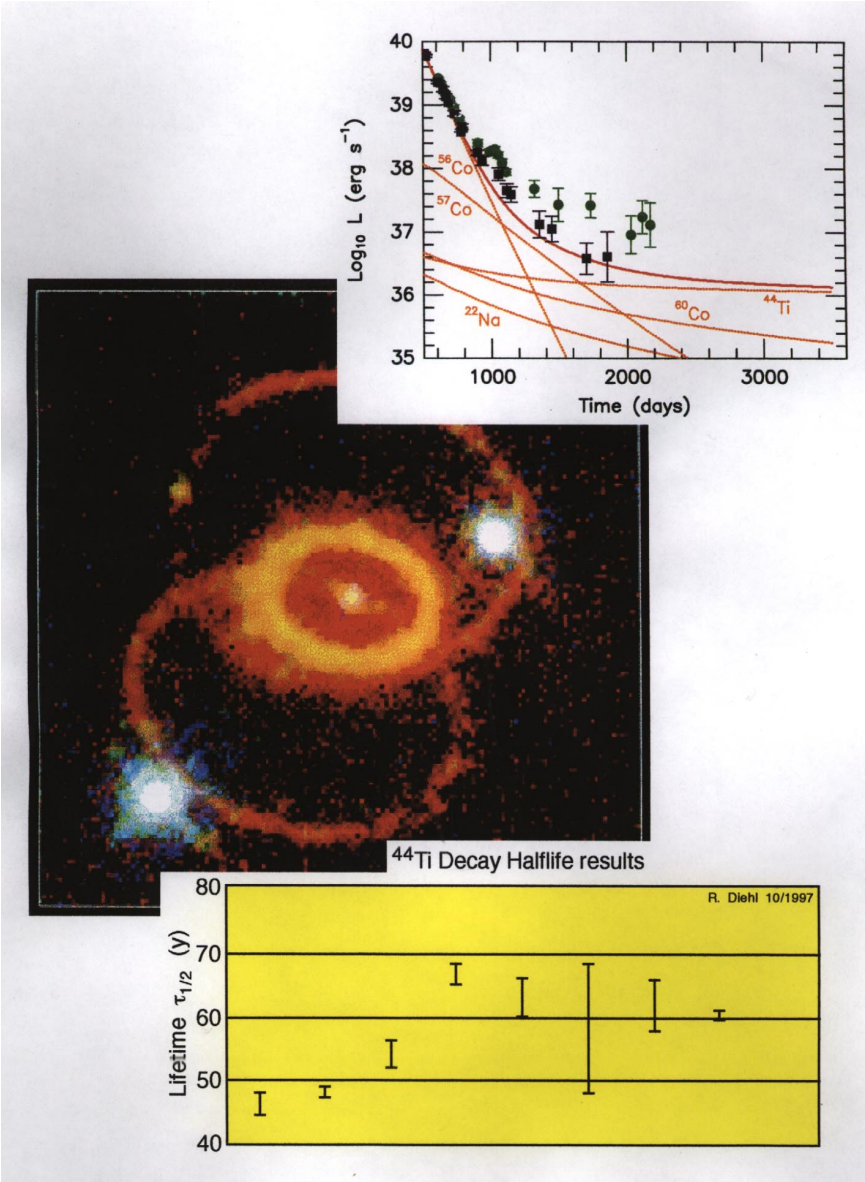 40
39
38
37
36
35
Log₁₀ L (erg s⁻¹)
⁵⁶Co
⁵⁷Co
²²Na
⁶⁰Co
⁴⁴Ti
1000
2000
3000
Time (days)
⁴⁴Ti Decay Halflife results
R. Diehl 10/1997
80
70
60
50
40
Lifetime τ₁/₂ (y)